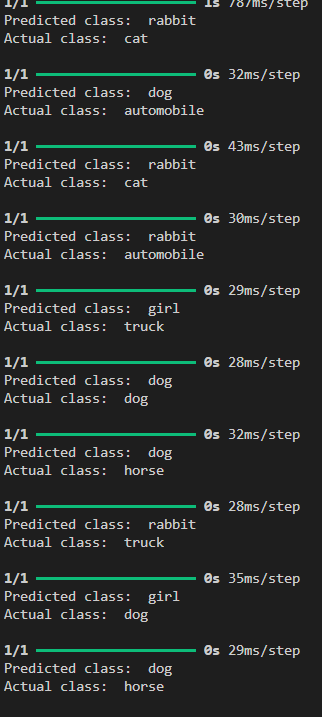 1/1 1s 787ms/step
Predicted class: rabbit
Actual class: cat
1/1 0s 32ms/step
Predicted class: dog
Actual class: automobile
1/1 0s 43ms/step
Predicted class: rabbit
Actual class: cat
1/1 0s 30ms/step
Predicted class: rabbit
Actual class: automobile
1/1 0s 29ms/step
Predicted class: girl
Actual class: truck
1/1 0s 28ms/step
Predicted class: dog
Actual class: dog
1/1 0s 32ms/step
Predicted class: dog
Actual class: horse
1/1 0s 28ms/step
Predicted class: rabbit
Actual class: truck
1/1 0s 35ms/step
Predicted class: girl
Actual class: dog
1/1 0s 29ms/step
Predicted class: dog
Actual class: horse